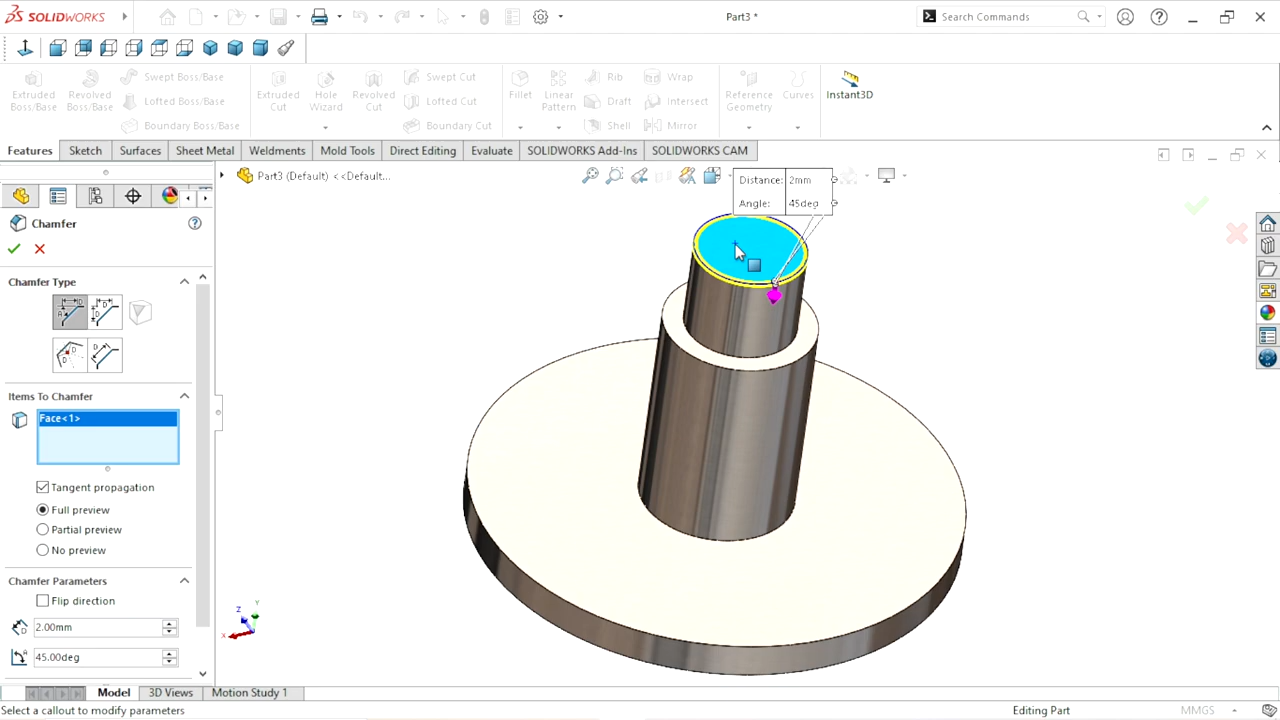 SOLIDWORKS
Part3 *
Search Commands
Extruded Boss/Base
Revolved Boss/Base
Swept Boss/Base
Lofted Boss/Base
Boundary Boss/Base
Extruded Cut
Hole Wizard
Revolved Cut
Swept Cut
Lofted Cut
Boundary Cut
Fillet
Linear Pattern
Rib
Draft
Shell
Wrap
Intersect
Mirror
Reference Geometry
Curves
Instant3D
Features
Sketch
Surfaces
Sheet Metal
Weldments
Mold Tools
Direct Editing
Evaluate
SOLIDWORKS Add-Ins
SOLIDWORKS CAM
Part3 (Default) <<Default...
Distance: 2mm
Angle: 45deg
Chamfer
Chamfer Type
Items To Chamfer
Face<1>
Tangent propagation
Full preview
Partial preview
No preview
Chamfer Parameters
Flip direction
2.00mm
45.00deg
Z
Y
X
Model
3D Views
Motion Study 1
Select a callout to modify parameters
Editing Part
MMGS